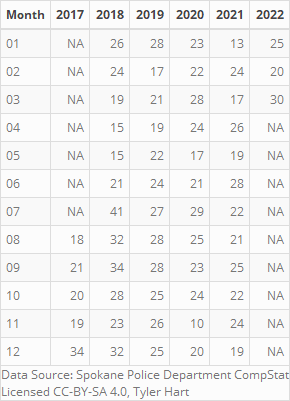 Month 2017 2018 2019 2020 2021 2022
01 NA 26 28 23 13 25
02 NA 24 17 22 24 20
03 NA 19 21 28 17 30
04 NA 15 19 24 26 NA
05 NA 15 22 17 19 NA
06 NA 21 24 21 28 NA
07 NA 41 27 29 22 NA
08 18 32 28 25 21 NA
09 21 34 28 23 25 NA
10 20 28 25 24 22 NA
11 19 23 26 10 24 NA
12 34 32 25 20 19 NA
Data Source: Spokane Police Department CompStat
Licensed CC-BY-SA 4.0, Tyler Hart